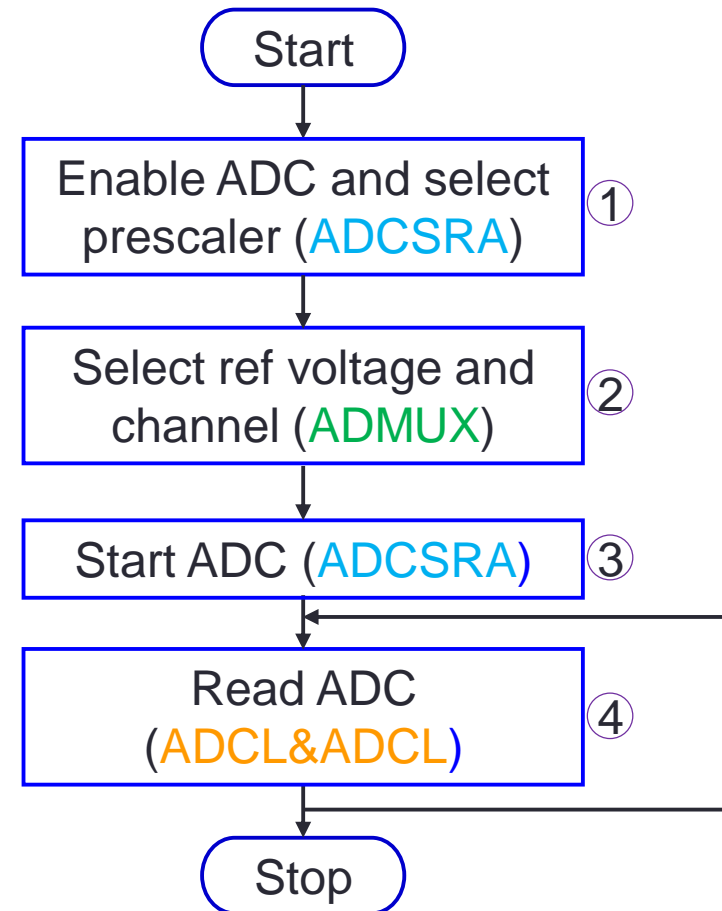 Start
Enable ADC and select
prescaler (ADCSRA)
1
Select ref voltage and
channel (ADMUX)
2
Start ADC (ADCSRA)
3
Read ADC
(ADCL&ADCL)
4
Stop